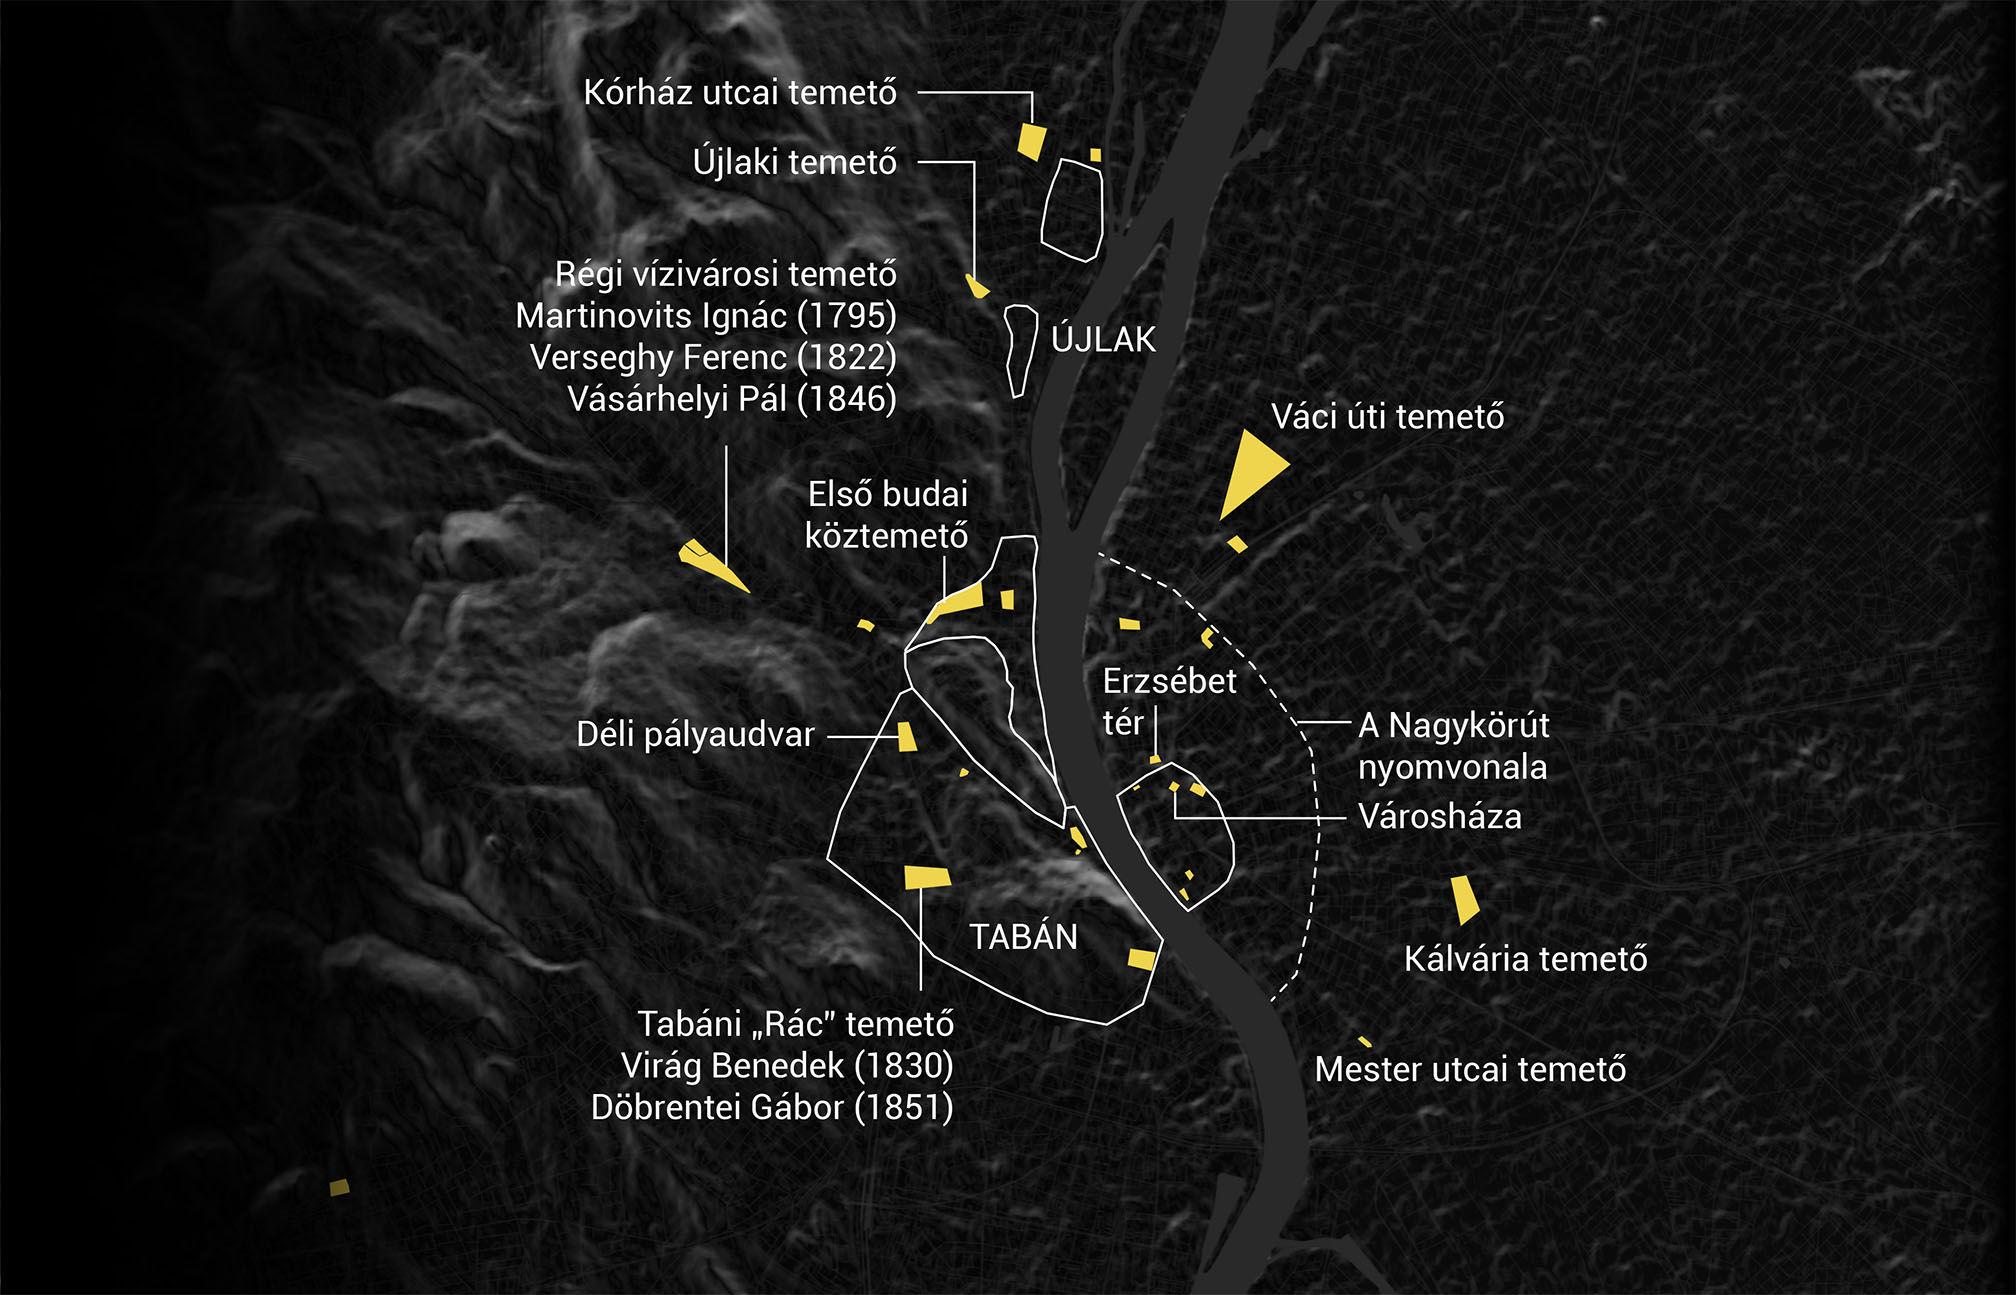 Kórház utcai temető
Újlaki temető
Régi vízivárosi temető
Martinovits Ignác (1795)
Verseghy Ferenc (1822)
Vásárhelyi Pál (1846)
ÚJLAK
Váci úti temető
Első budai
köztemető
Erzsébet
tér
Déli pályaudvar
A Nagykörút
nyomvonala
Városháza
TABÁN
Kálvária temető
Tabáni „Rác” temető
Virág Benedek (1830)
Döbrentei Gábor (1851)
Mester utcai temető